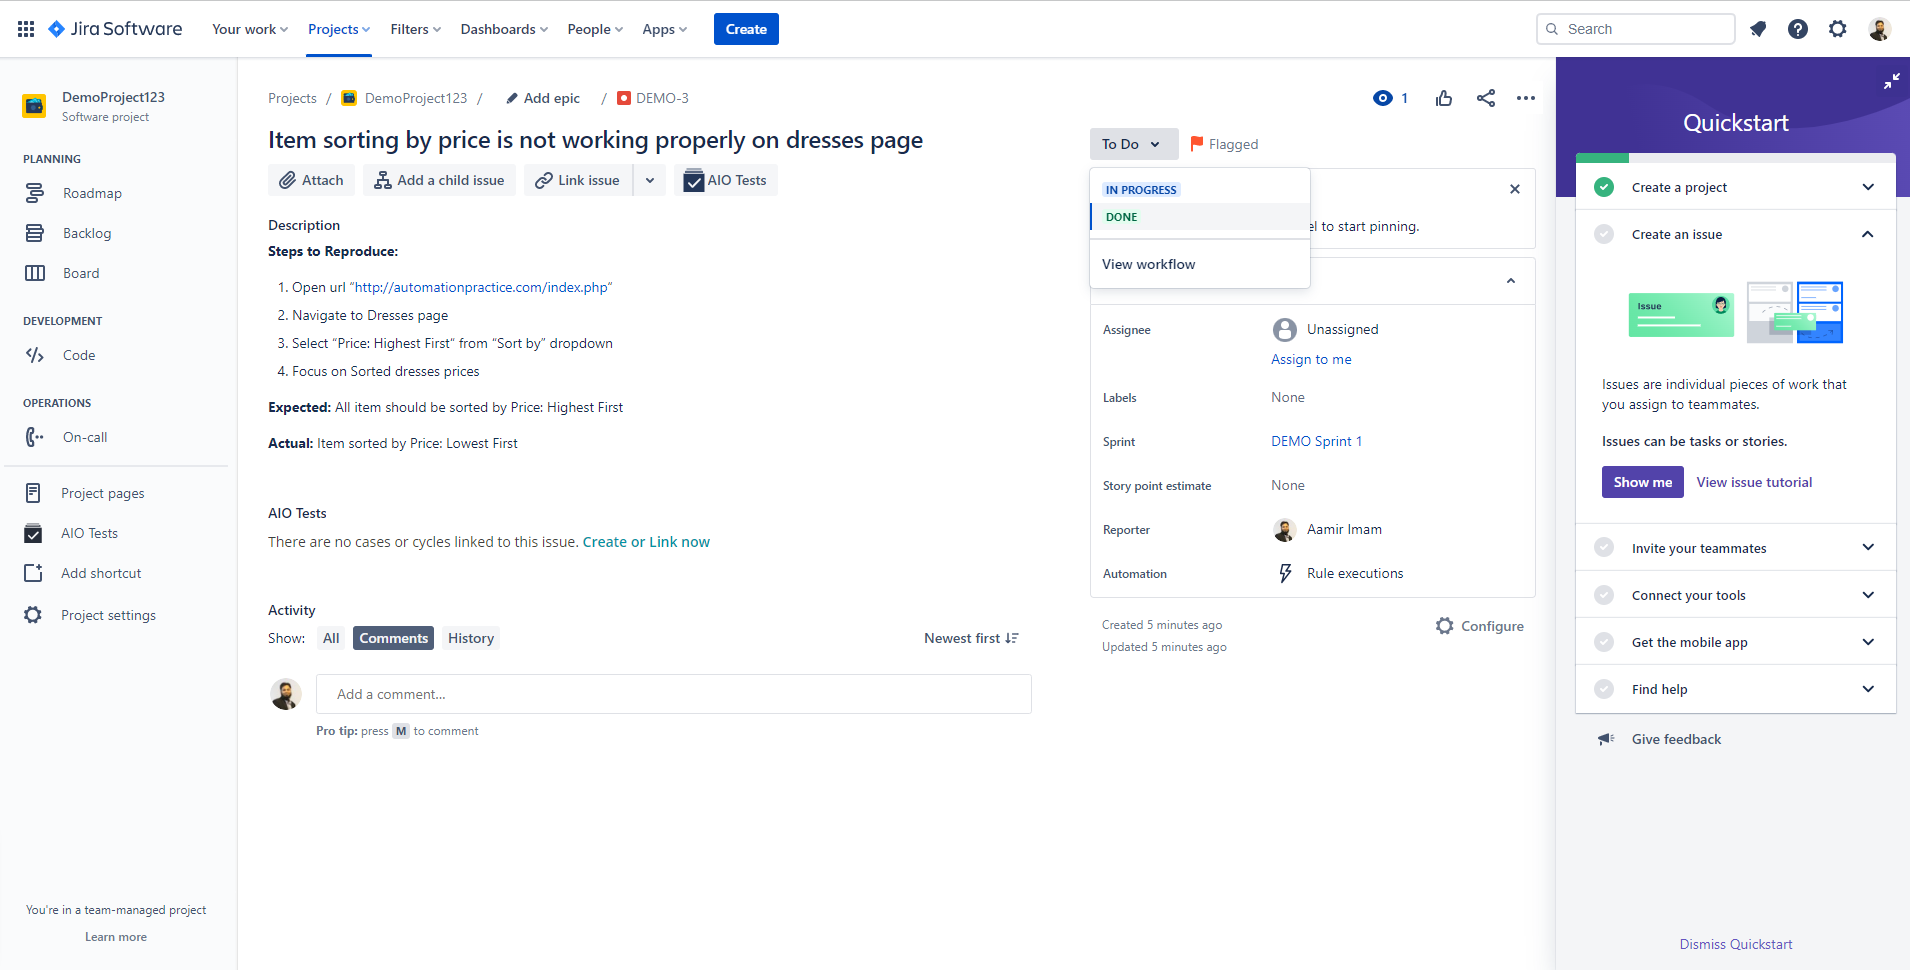 Jira Software
Your work
Projects
Filters
Dashboards
People
Apps
Create
Search
DemoProject123
Software project
PLANNING
Roadmap
Backlog
Board
DEVELOPMENT
Code
OPERATIONS
On-call
Project pages
AIO Tests
Add shortcut
Project settings
You're in a team-managed project
Learn more
Projects / DemoProject123 / Add epic / DEMO-3
1
Item sorting by price is not working properly on dresses page
Attach
Add a child issue
Link issue
AIO Tests
Description
Steps to Reproduce:
1. Open url “http://automationpractice.com/index.php“
2. Navigate to Dresses page
3. Select “Price: Highest First” from “Sort by” dropdown
4. Focus on Sorted dresses prices
Expected: All item should be sorted by Price: Highest First
Actual: Item sorted by Price: Lowest First
AIO Tests
There are no cases or cycles linked to this issue. Create or Link now
Activity
Show: All Comments History
Newest first
Add a comment...
Pro tip: press M to comment
To Do
Flagged
IN PROGRESS
DONE
View workflow
el to start pinning.
Assignee
Unassigned
Assign to me
Labels
None
Sprint
DEMO Sprint 1
Story point estimate
None
Reporter
Aamir Imam
Automation
Rule executions
Created 5 minutes ago
Updated 5 minutes ago
Configure
Quickstart
Create a project
Create an issue
Issue
Issues are individual pieces of work that
you assign to teammates.
Issues can be tasks or stories.
Show me
View issue tutorial
Invite your teammates
Connect your tools
Get the mobile app
Find help
Give feedback
Dismiss Quickstart